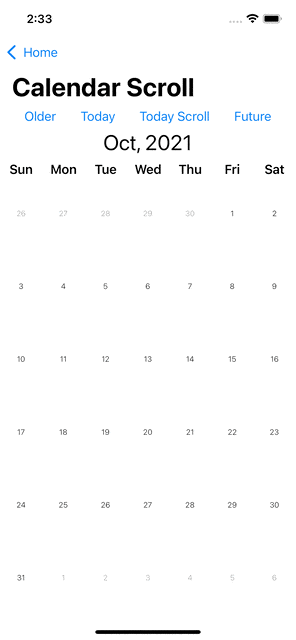 2:33
Home
Calendar Scroll
Older Today Today Scroll Future
Oct, 2021
Sun Mon Tue Wed Thu Fri Sat
26 27 28 29 30 1 2
3 4 5 6 7 8 9
10 11 12 13 14 15 16
17 18 19 20 21 22 23
24 25 26 27 28 29 30
31 1 2 3 4 5 6